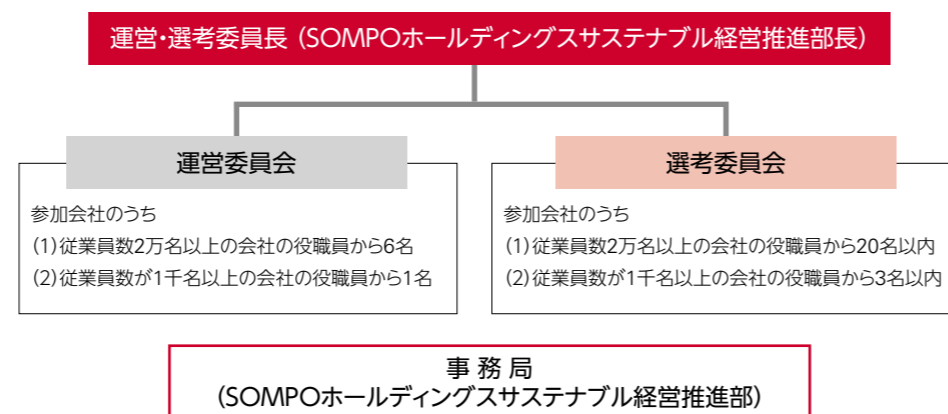 運営・選考委員長（SOMPOホールディングスサステナブル経営推進部長）
運営委員会
参加会社のうち
(1)従業員数2万名以上の会社の役職員から6名
(2)従業員数が1千名以上の会社の役職員から1名
選考委員会
参加会社のうち
(1)従業員数2万名以上の会社の役職員から20名以内
(2)従業員数が1千名以上の会社の役職員から3名以内
事務局
（SOMPOホールディングスサステナブル経営推進部）